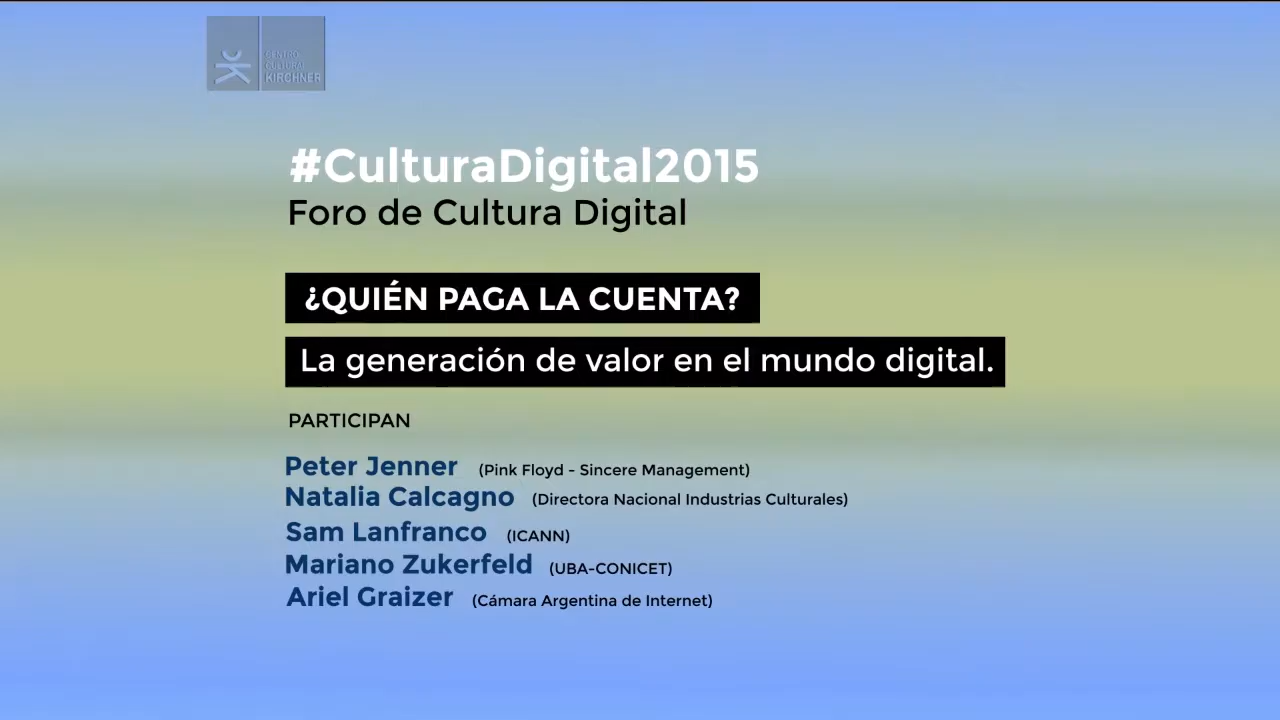 CENTRO
CULTURAL
KIRCHNER
#CulturaDigital2015
Foro de Cultura Digital
¿QUIÉN PAGA LA CUENTA?
La generación de valor en el mundo digital.
PARTICIPAN
Peter Jenner (Pink Floyd - Sincere Management)
Natalia Calcagno (Directora Nacional Industrias Culturales)
Sam Lanfranco (ICANN)
Mariano Zukerfeld (UBA-CONICET)
Ariel Graizer (Cámara Argentina de Internet)